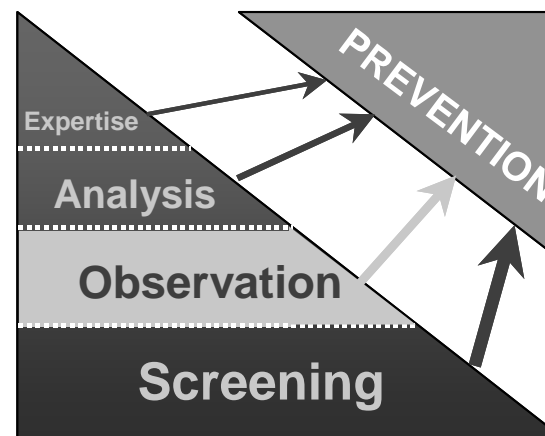 PREVENTION
Expertise
Analysis
Observation
Screening